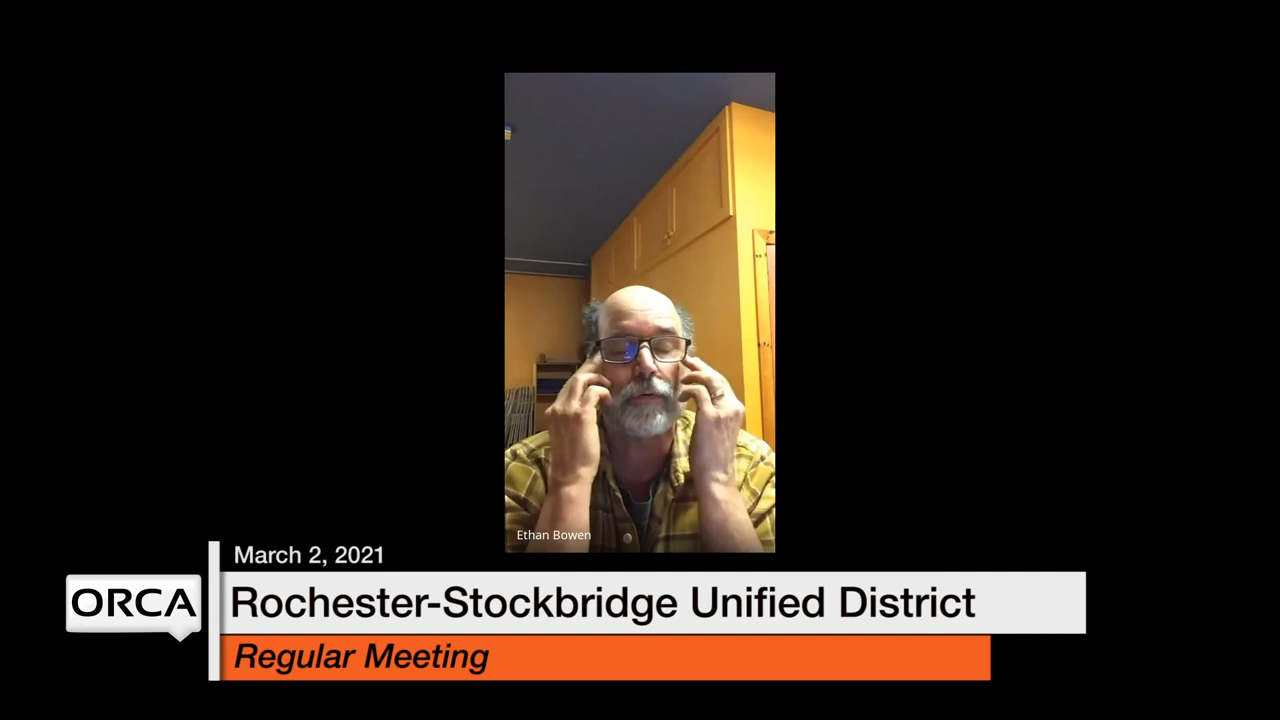 Ethan Bowen
March 2, 2021
ORCA
Rochester-Stockbridge Unified District
Regular Meeting